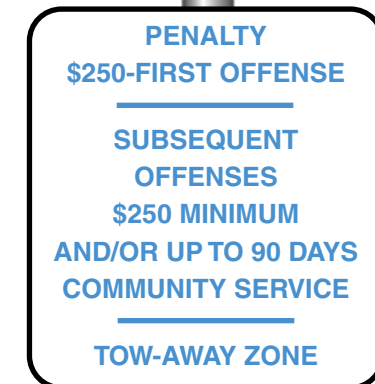 PENALTY
$250-FIRST OFFENSE
SUBSEQUENT
OFFENSES
$250 MINIMUM
AND/OR UP TO 90 DAYS
COMMUNITY SERVICE
TOW-AWAY ZONE